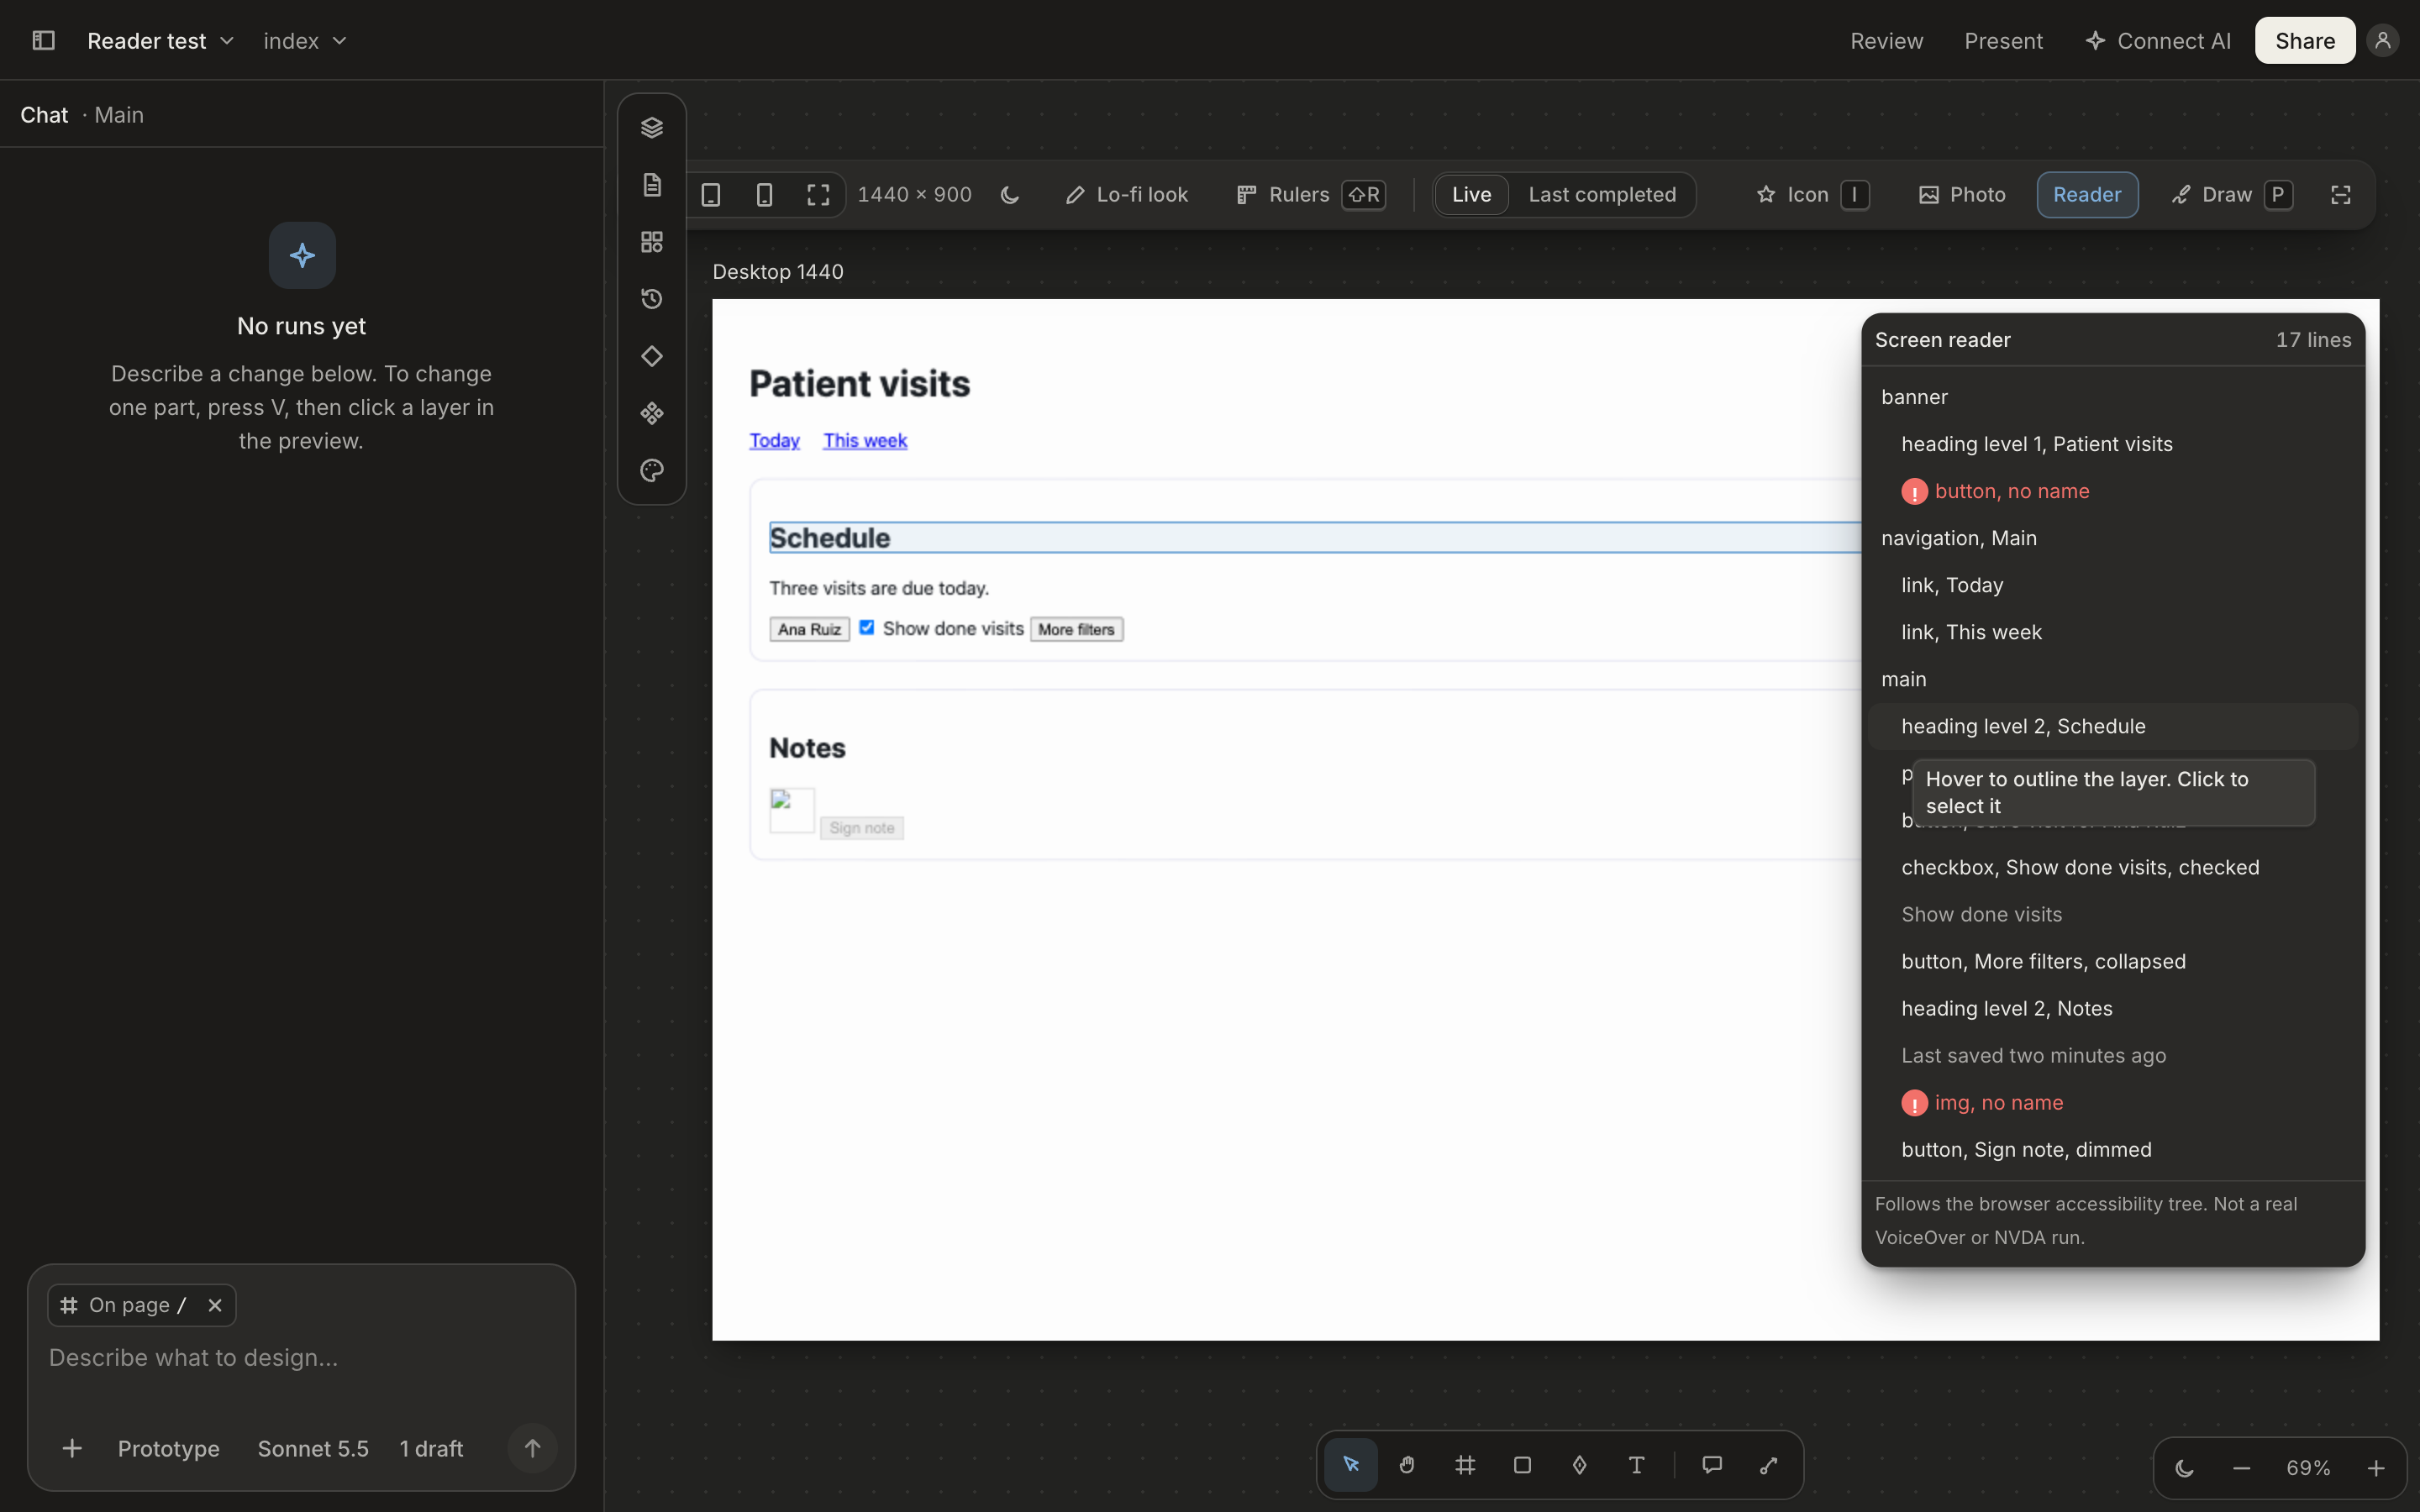 Reader test
index
Review
Present
Connect AI
Share
Chat · Main
No runs yet
Describe a change below. To change
one part, press V, then click a layer in
the preview.
On page /
Describe what to design...
Prototype
Sonnet 5.5
1 draft
1440 × 900
Lo-fi look
Rulers ⇧R
Live
Last completed
Icon I
Photo
Reader
Draw P
Desktop 1440
Patient visits
Today
This week
Schedule
Three visits are due today.
Ana Ruiz
Show done visits
More filters
Notes
Sign note
Screen reader
17 lines
banner
heading level 1, Patient visits
! button, no name
navigation, Main
link, Today
link, This week
main
heading level 2, Schedule
Hover to outline the layer. Click to
select it
checkbox, Show done visits, checked
Show done visits
button, More filters, collapsed
heading level 2, Notes
Last saved two minutes ago
! img, no name
button, Sign note, dimmed
Follows the browser accessibility tree. Not a real
VoiceOver or NVDA run.
69%